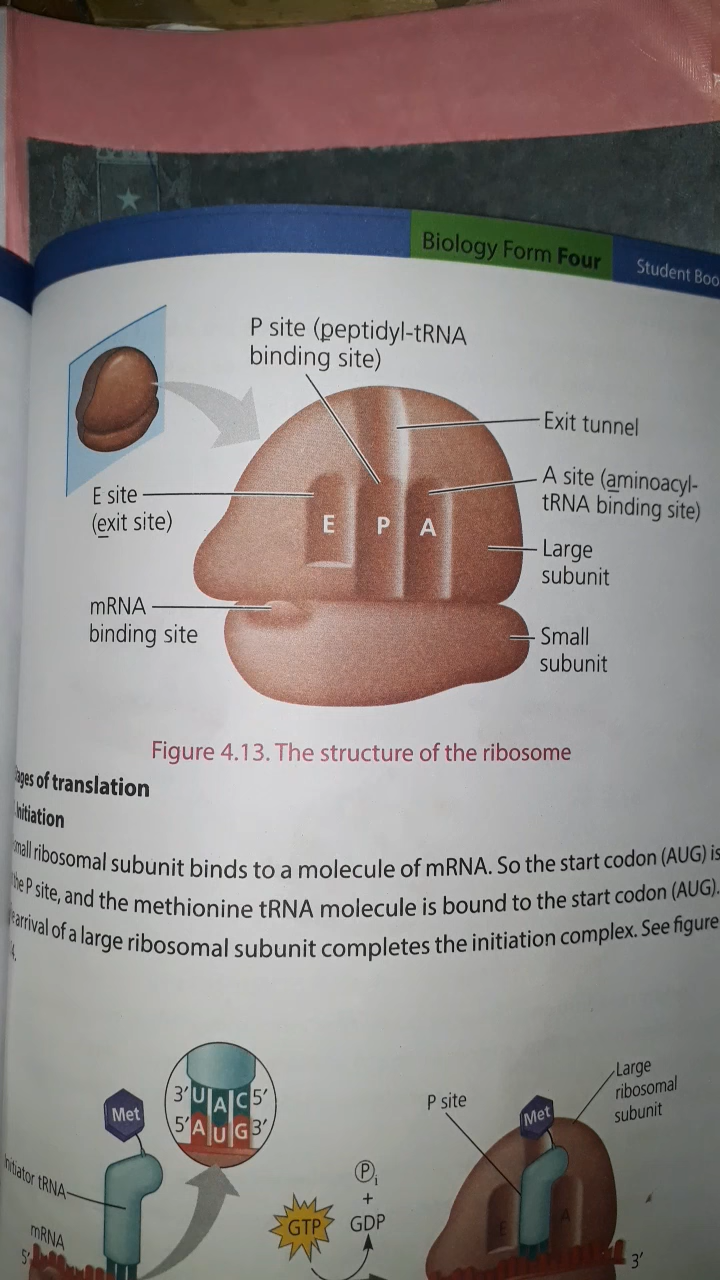 Biology Form Four
Student Boo
P site (peptidyl-tRNA
binding site)
Exit tunnel
A site (aminoacyl-
tRNA binding site)
E site
(exit site)
E P A
Large
subunit
mRNA
binding site
Small
subunit
Figure 4.13. The structure of the ribosome
ages of translation
Initiation
mall ribosomal subunit binds to a molecule of mRNA. So the start codon (AUG) is
he P site, and the methionine tRNA molecule is bound to the start codon (AUG).
arrival of a large ribosomal subunit completes the initiation complex. See figure
4.
3′ U A C 5′
5′ A U G 3′
Met
nitiator tRNA
mRNA
5′
GTP
Pi
+
GDP
P site
Met
Large
ribosomal
subunit
E A
3′